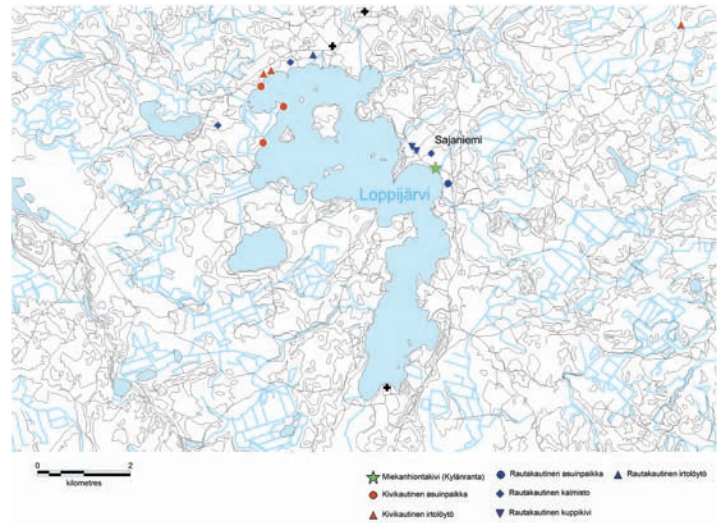 Sajaniemi
Loppijärvi
0 2
kilometres
Miekanhiontakivi (Kylänranta)
Kivikautinen asuinpaikka
Kivikautinen irtolöytö
Rautakautinen asuinpaikka
Rautakautinen kalmisto
Rautakautinen kuppikivi
Rautakautinen irtolöytö